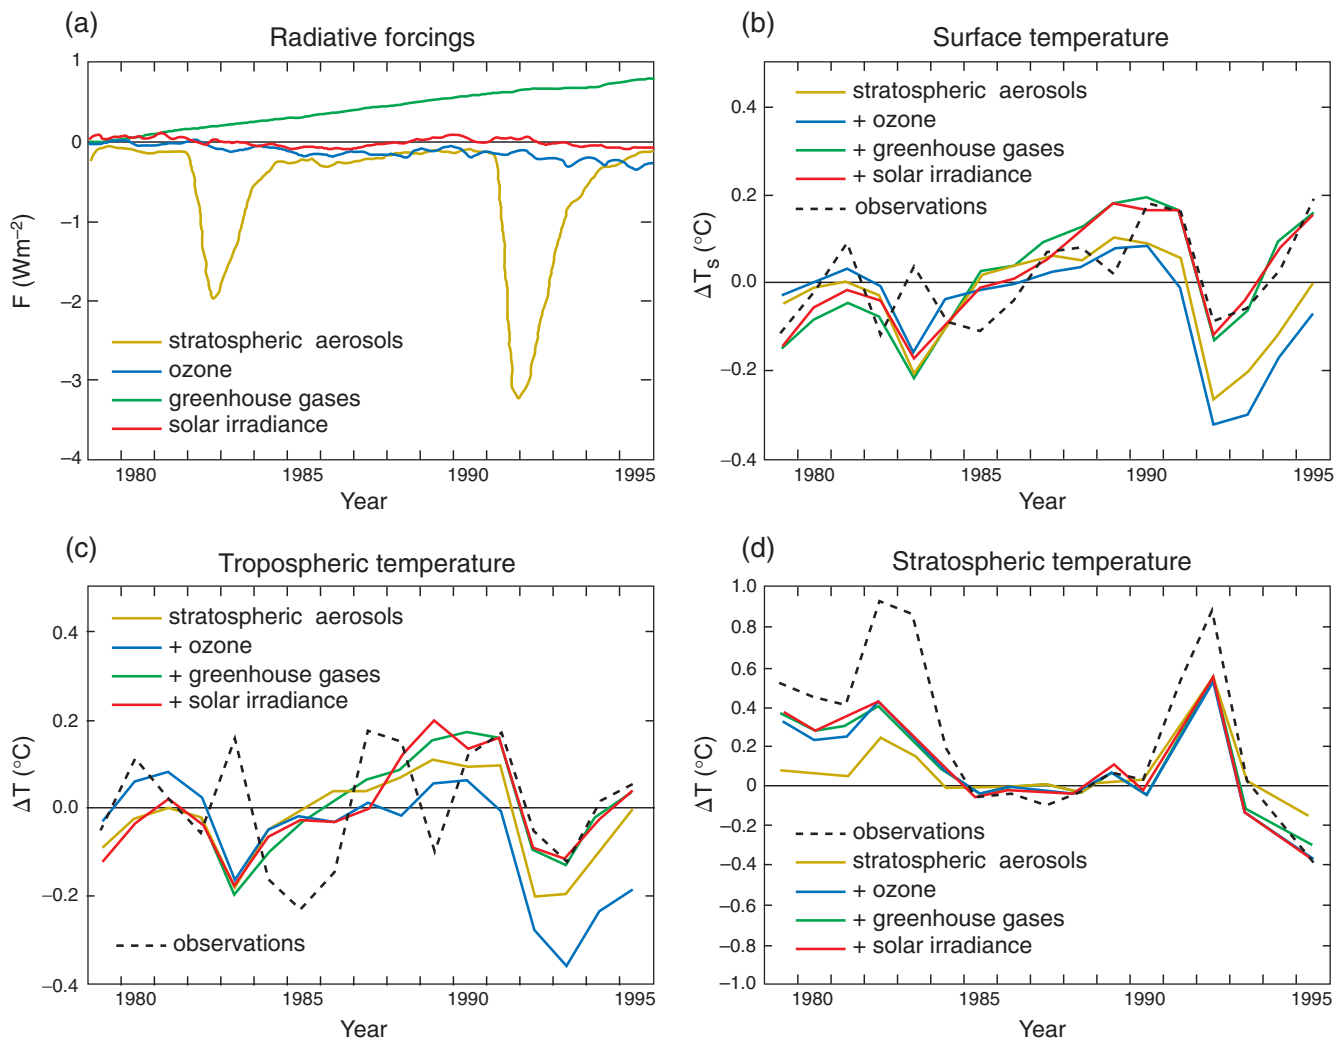 (a)
Radiative forcings
1
0
−1
−2
−3
−4
F (Wm−2)
stratospheric aerosols
ozone
greenhouse gases
solar irradiance
1980 1985 1990 1995
Year
(b)
Surface temperature
0.4
0.2
0.0
−0.2
−0.4
ΔTs (°C)
stratospheric aerosols
+ ozone
+ greenhouse gases
+ solar irradiance
observations
1980 1985 1990 1995
Year
(c)
Tropospheric temperature
0.4
0.2
0.0
−0.2
−0.4
ΔT (°C)
stratospheric aerosols
+ ozone
+ greenhouse gases
+ solar irradiance
observations
1980 1985 1990 1995
Year
(d)
Stratospheric temperature
1.0
0.8
0.6
0.4
0.2
0
−0.2
−0.4
−0.6
−0.8
−1.0
ΔT (°C)
observations
stratospheric aerosols
+ ozone
+ greenhouse gases
+ solar irradiance
1980 1985 1990 1995
Year